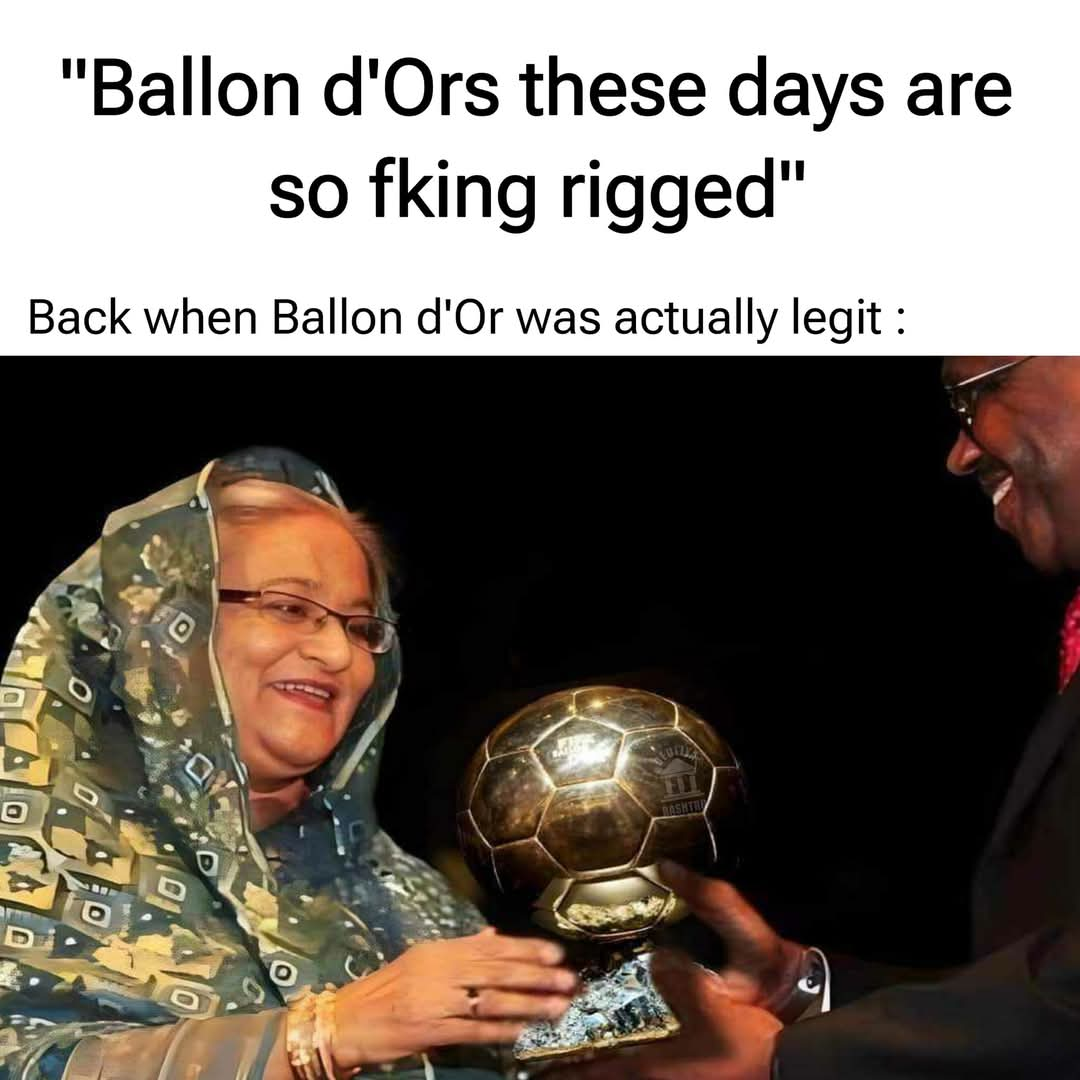 "Ballon d'Ors these days are
so fking rigged"
Back when Ballon d'Or was actually legit :